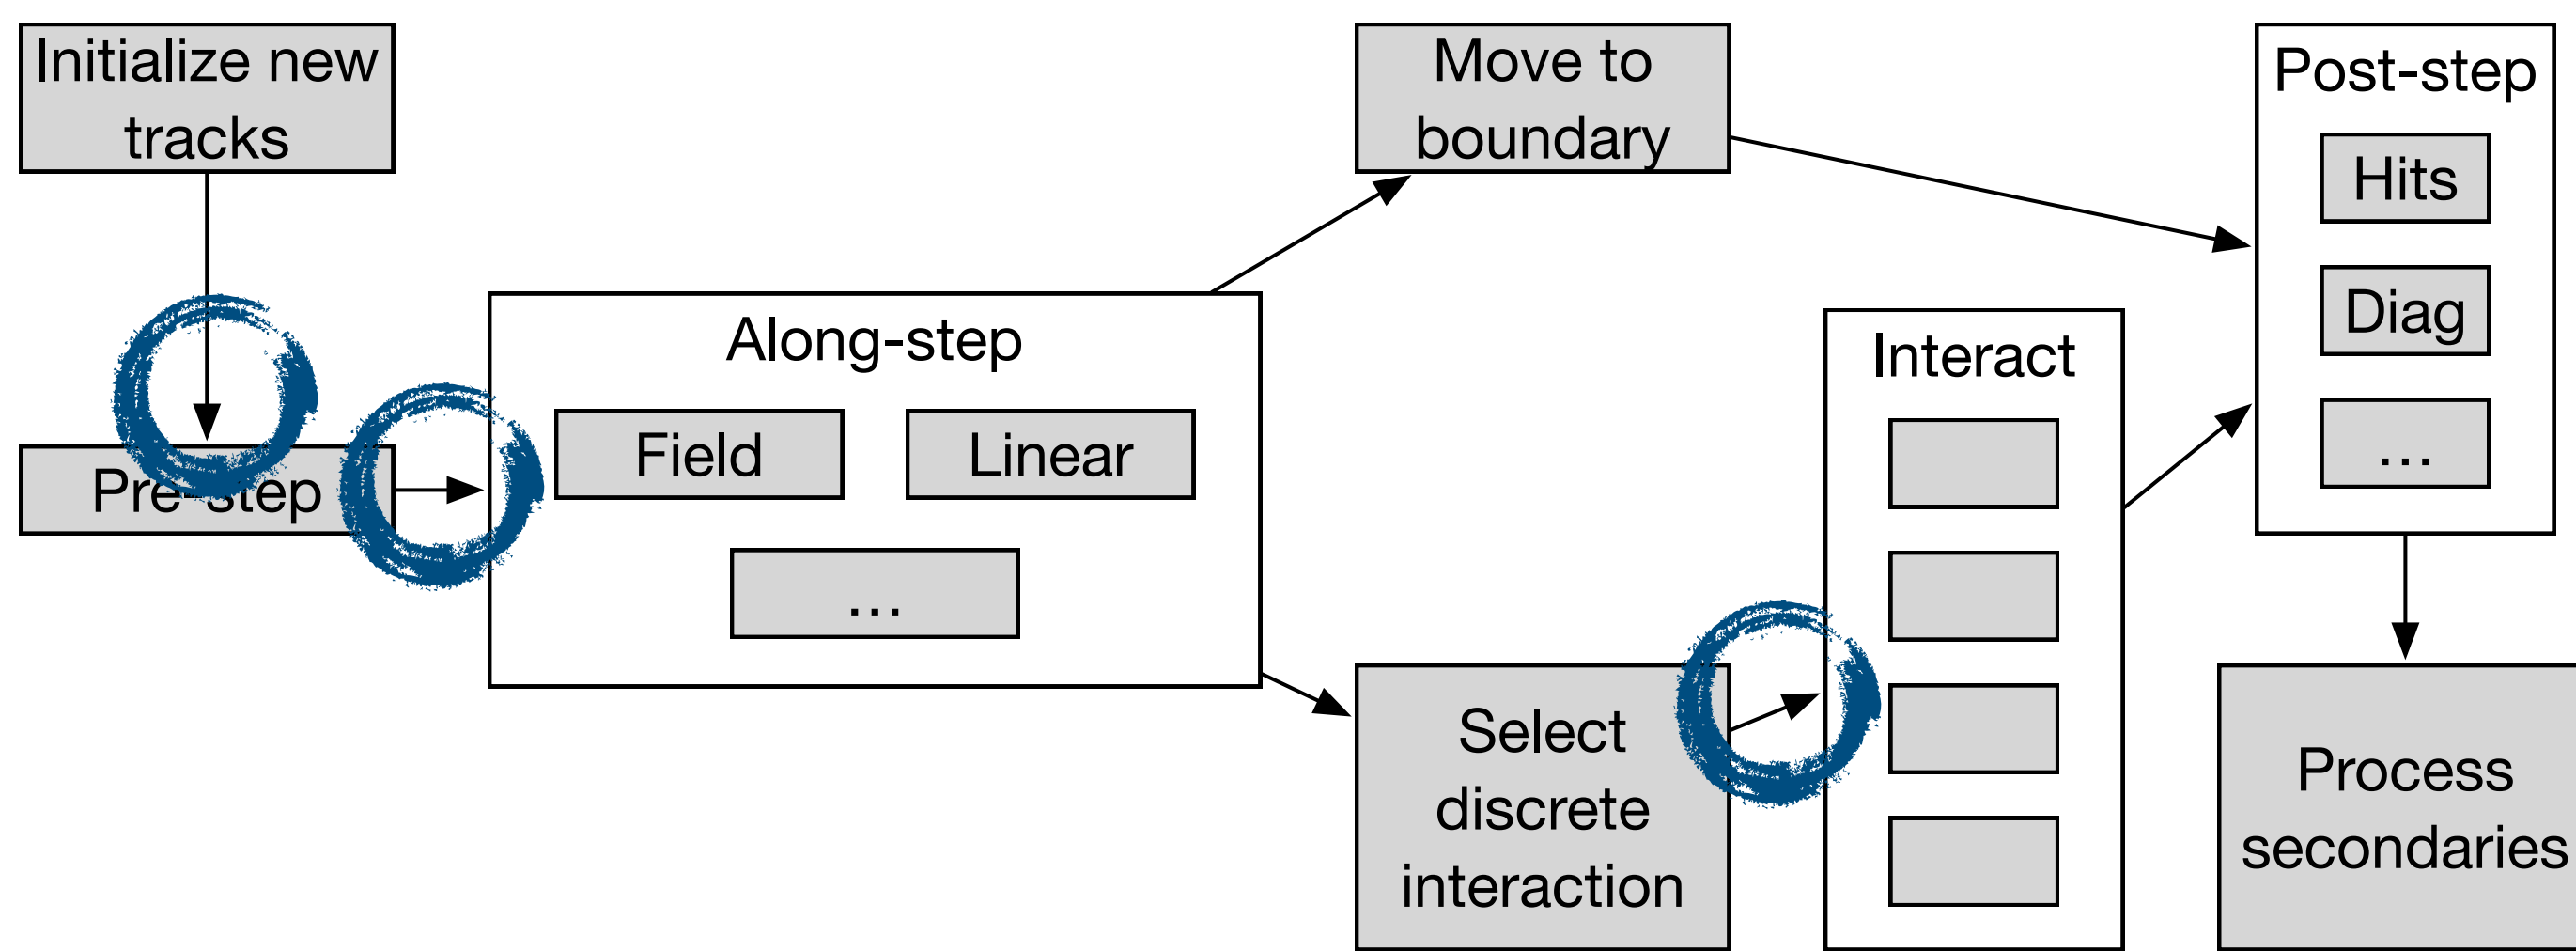 Initialize new
tracks
Pre-step
Along-step
Field
Linear
...
Move to
boundary
Select
discrete
interaction
Interact
Post-step
Hits
Diag
...
Process
secondaries